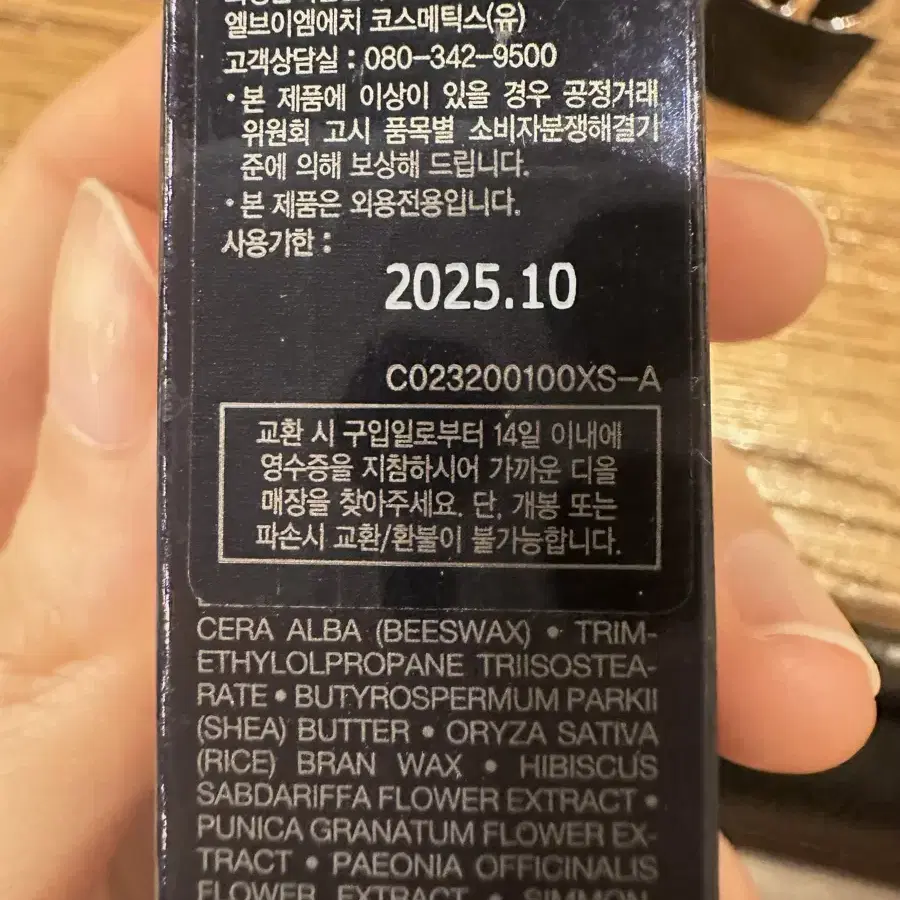 엘브이엠에치 코스메틱스(유)
고객상담실 : 080-342-9500
• 본 제품에 이상이 있을 경우 공정거래
위원회 고시 품목별 소비자분쟁해결기
준에 의해 보상해 드립니다.
• 본 제품은 외용전용입니다.
사용기한 :
2025.10
C023200100XS-A
교환 시 구입일로부터 14일 이내에
영수증을 지참하시어 가까운 디올
매장을 찾아주세요. 단, 개봉 또는
파손시 교환/환불이 불가능합니다.
CERA ALBA (BEESWAX) • TRIM-
ETHYLOLPROPANE TRIISOSTEA-
RATE • BUTYROSPERMUM PARKII
(SHEA) BUTTER • ORYZA SATIVA
(RICE) BRAN WAX • HIBISCUS
SABDARIFFA FLOWER EXTRACT •
PUNICA GRANATUM FLOWER EX-
TRACT • PAEONIA OFFICINALIS
FLOWER EXTRACT • SIMMON-